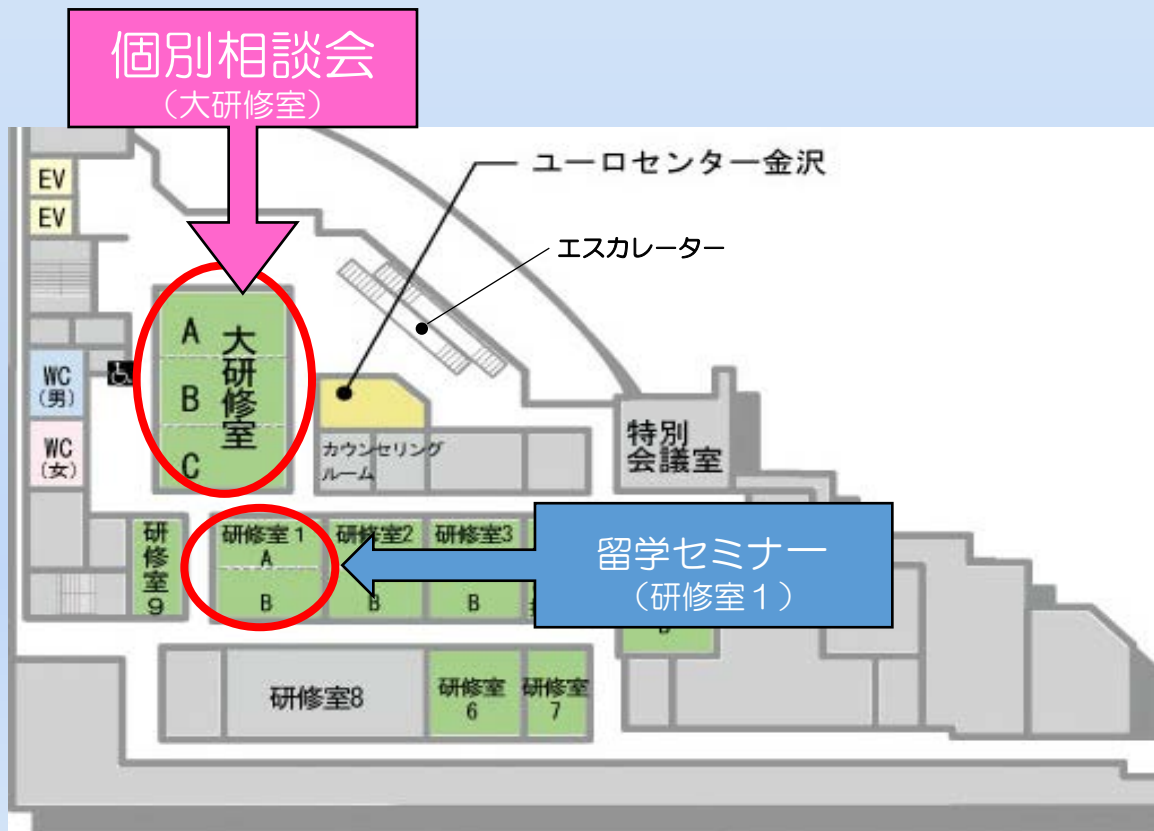 個別相談会
（大研修室）
ユーロセンター金沢
エスカレーター
EV
EV
WC
(男)
WC
(女)
A
B
C
大研修室
カウンセリング
ルーム
特別
会議室
研修室9
研修室1
A
B
研修室2
B
研修室3
B
留学セミナー
（研修室１）
研修室8
研修室
6
研修室
7